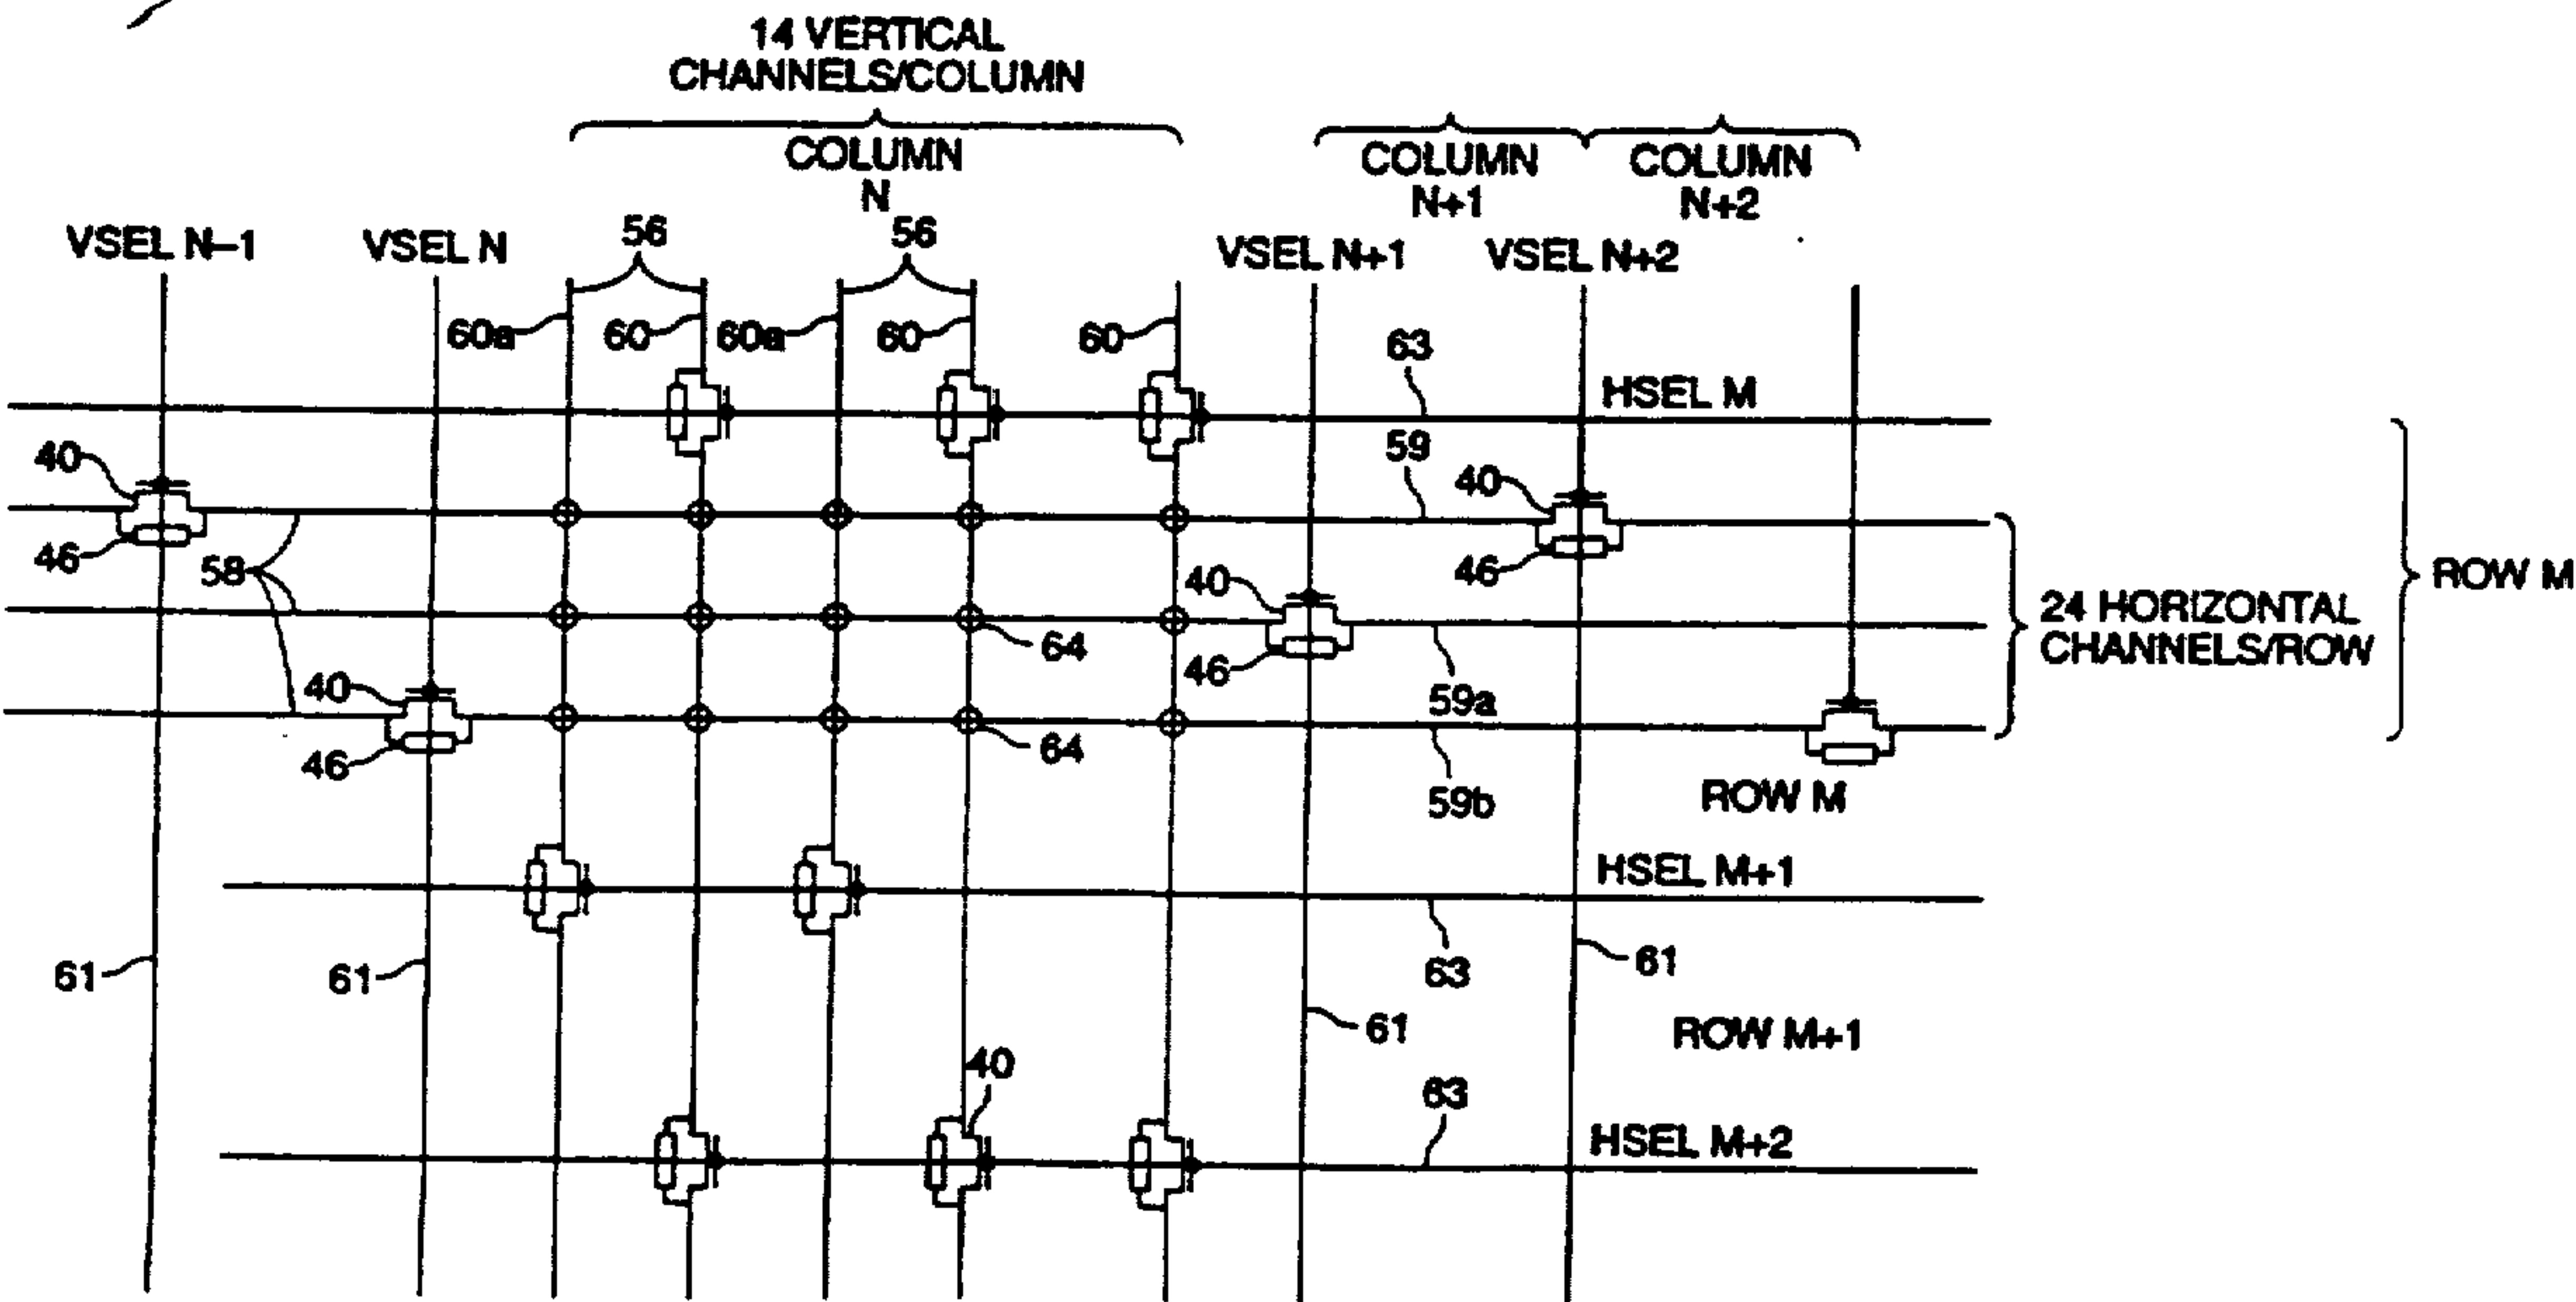 14 VERTICAL
CHANNELS/COLUMN
COLUMN
N
COLUMN
N+1
COLUMN
N+2
VSEL N-1
VSEL N
56
56
VSEL N+1
VSEL N+2
60a
60
60a
60
60
63
HSEL M
59
40
40
46
58
46
40
ROW M
24 HORIZONTAL
CHANNELS/ROW
64
46
40
59a
46
64
59b
ROW M
HSEL M+1
61
61
63
61
61
ROW M+1
40
63
HSEL M+2